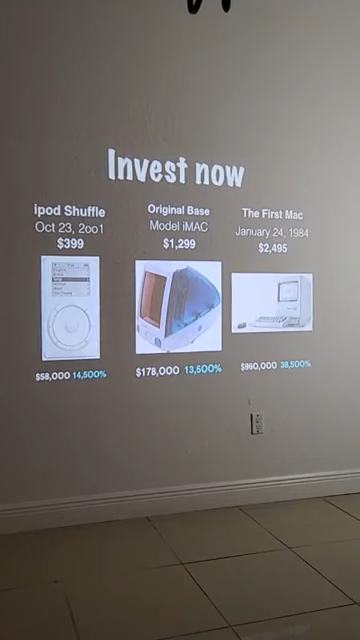 Invest now
ipod Shuffle
Oct 23, 2oo1
$399
$58,000 14,500%
Original Base
Model iMAC
$1,299
$178,000 13,500%
The First Mac
January 24, 1984
$2,495
$960,000 38,500%